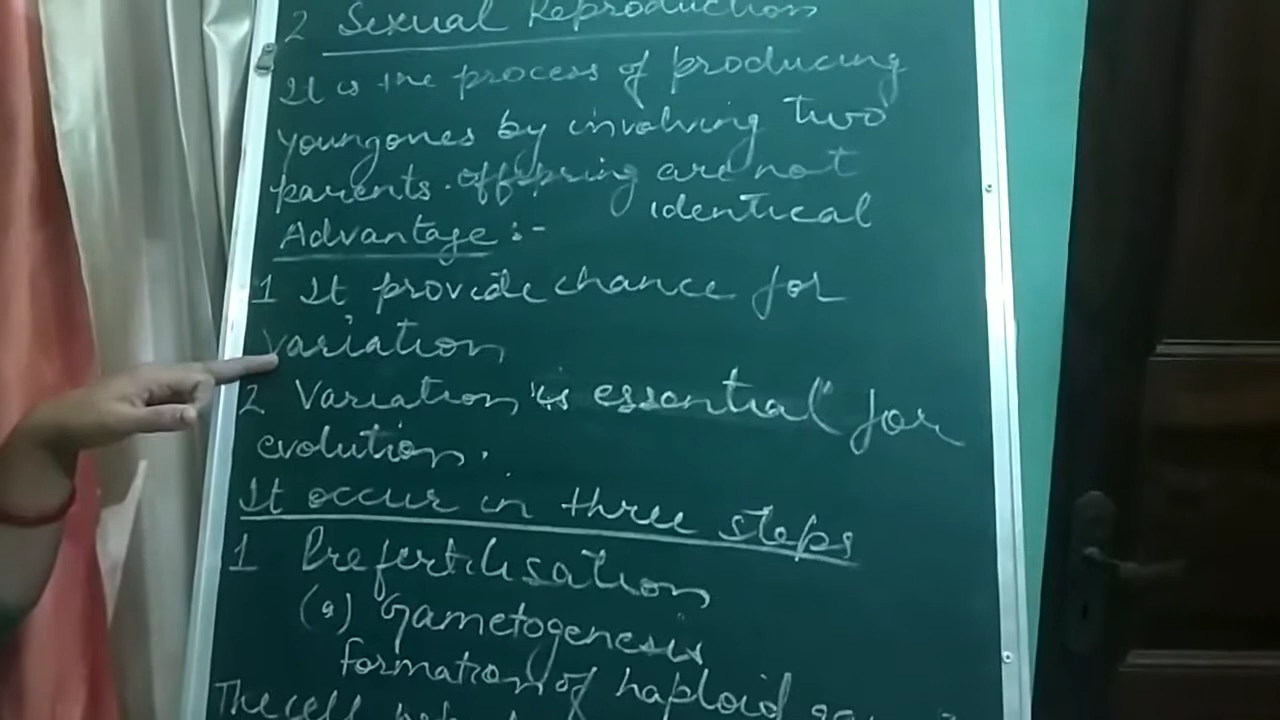 2 Sexual Reproduction
It is the process of producing
youngones by involving two
parents. offspring are not
identical
Advantage :-
1 It provide chance for
variation
2 Variation is essential for
evolution.
It occur in three steps
1 Prefertilisation
(a) Gametogenesis
formation of haploid
The cell